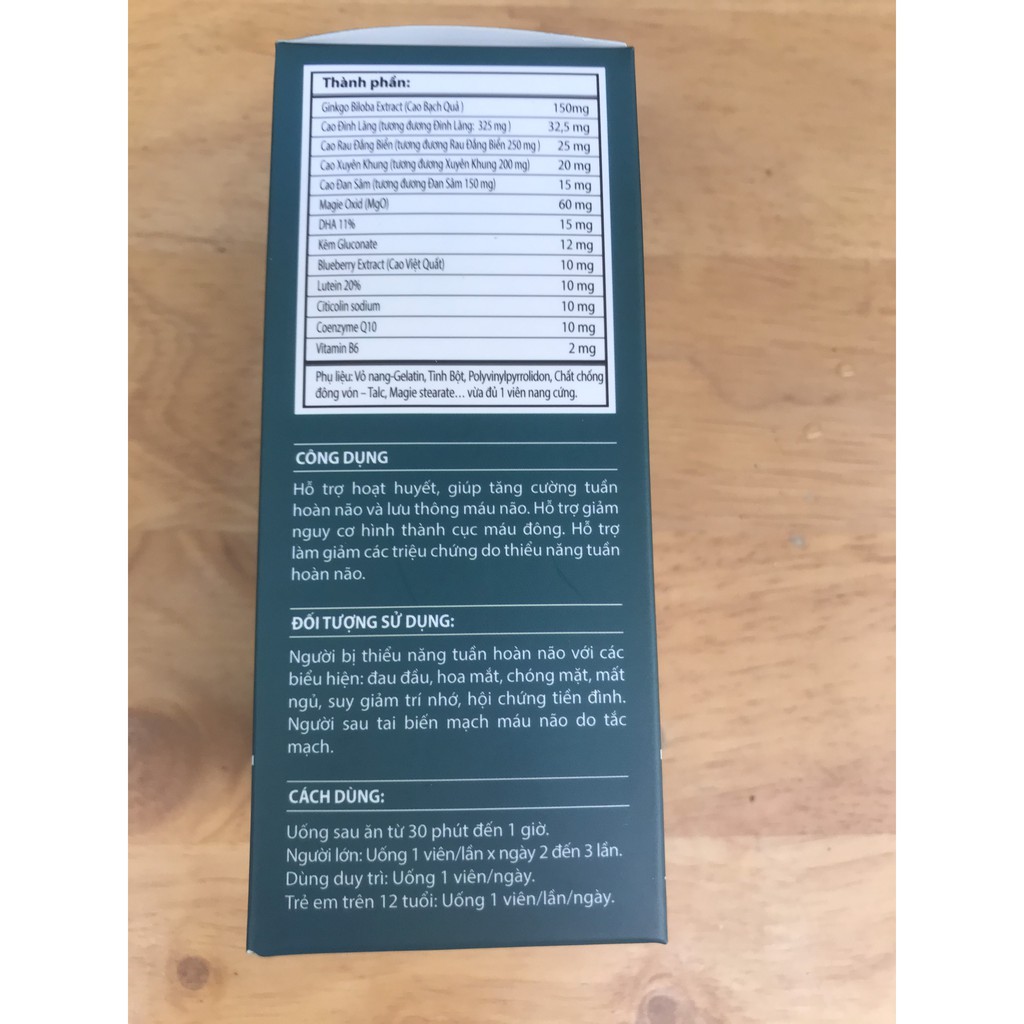 Thành phần:
Ginkgo Biloba Extract (Cao Bạch Quả ) 150mg
Cao Đinh Lăng (tương đương Đinh Lăng: 325 mg ) 32,5 mg
Cao Rau Đắng Biển (tương đương Rau Đắng Biển 250 mg ) 25 mg
Cao Xuyên Khung (tương đương Xuyên Khung 200 mg) 20 mg
Cao Đan Sâm (tương đương Đan Sâm 150 mg) 15 mg
Magie Oxid (MgO) 60 mg
DHA 11% 15 mg
Kẽm Gluconate 12 mg
Blueberry Extract (Cao Việt Quất) 10 mg
Lutein 20% 10 mg
Citicolin sodium 10 mg
Coenzyme Q10 10 mg
Vitamin B6 2 mg
Phụ liệu: Vỏ nang-Gelatin, Tinh Bột, Polyvinylpyrrolidon, Chất chống
đông vón – Talc, Magie stearate... vừa đủ 1 viên nang cứng.
CÔNG DỤNG
Hỗ trợ hoạt huyết, giúp tăng cường tuần
hoàn não và lưu thông máu não. Hỗ trợ giảm
nguy cơ hình thành cục máu đông. Hỗ trợ
làm giảm các triệu chứng do thiểu năng tuần
hoàn não.
ĐỐI TƯỢNG SỬ DỤNG:
Người bị thiểu năng tuần hoàn não với các
biểu hiện: đau đầu, hoa mắt, chóng mặt, mất
ngủ, suy giảm trí nhớ, hội chứng tiền đình.
Người sau tai biến mạch máu não do tắc
mạch.
CÁCH DÙNG:
Uống sau ăn từ 30 phút đến 1 giờ.
Người lớn: Uống 1 viên/lần x ngày 2 đến 3 lần.
Dùng duy trì: Uống 1 viên/ngày.
Trẻ em trên 12 tuổi: Uống 1 viên/lần/ngày.